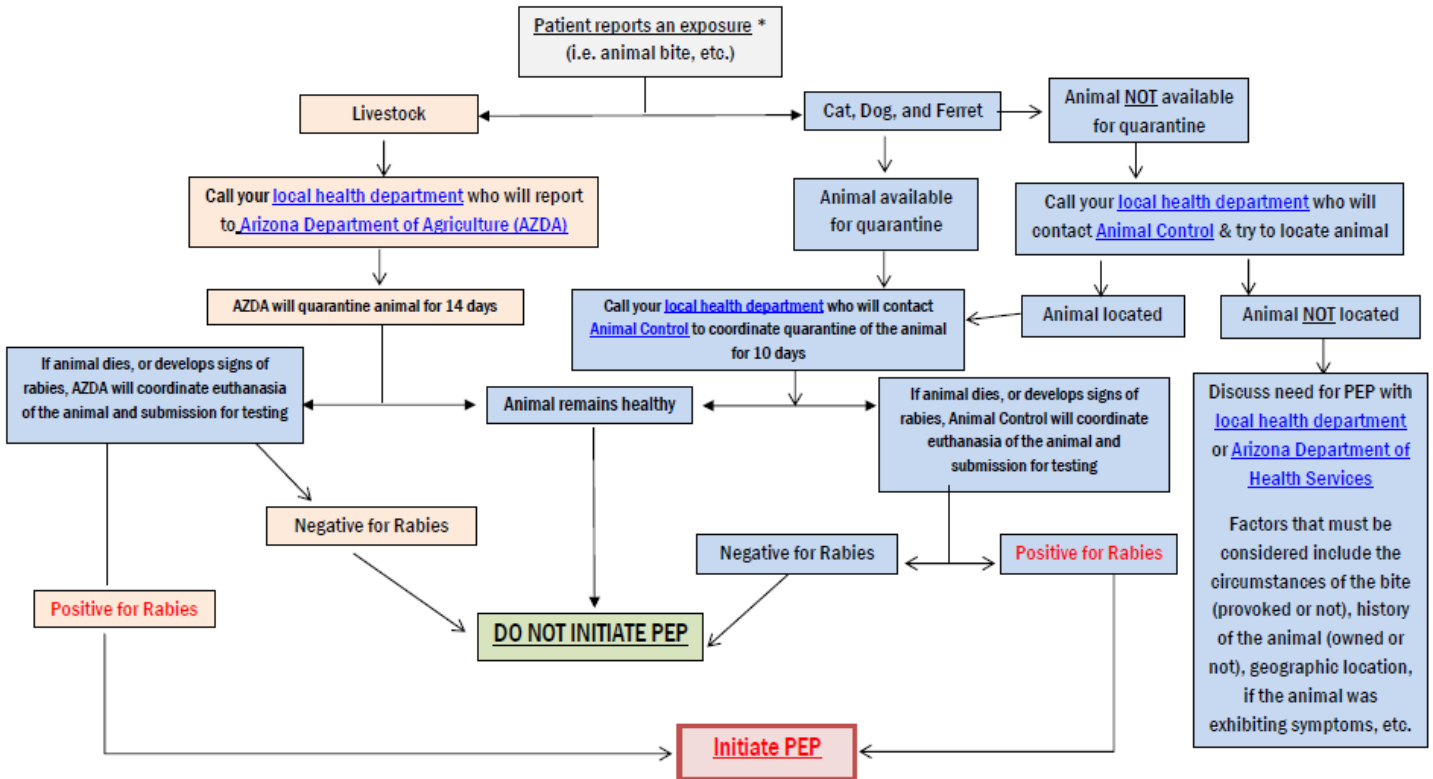 Patient reports an exposure *
(i.e. animal bite, etc.)
Livestock
Cat, Dog, and Ferret
Animal NOT available
for quarantine
Call your local health department who will report
to Arizona Department of Agriculture (AZDA)
Animal available
for quarantine
Call your local health department who will
contact Animal Control & try to locate animal
AZDA will quarantine animal for 14 days
Call your local health department who will contact
Animal Control to coordinate quarantine of the animal
for 10 days
Animal located
Animal NOT located
If animal dies, or develops signs of
rabies, AZDA will coordinate euthanasia
of the animal and submission for testing
Animal remains healthy
If animal dies, or develops signs of
rabies, Animal Control will coordinate
euthanasia of the animal and
submission for testing
Discuss need for PEP with
local health department
or Arizona Department of
Health Services
Factors that must be
considered include the
circumstances of the bite
(provoked or not), history
of the animal (owned or
not), geographic location,
if the animal was
exhibiting symptoms, etc.
Negative for Rabies
Negative for Rabies
Positive for Rabies
Positive for Rabies
DO NOT INITIATE PEP
Initiate PEP